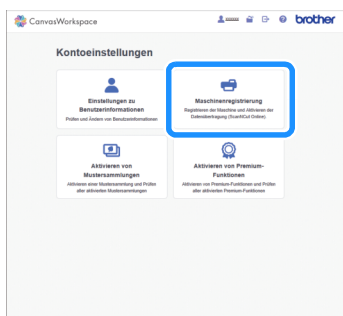 CanvasWorkspace
brother
Kontoeinstellungen
Einstellungen zu
Benutzerinformationen
Prüfen und Ändern von Benutzerinformationen
Maschinenregistrierung
Registrieren der Maschine und Aktivieren der
Datenübertragung (ScanNCut Online)
Aktivieren von
Mustersammlungen
Aktivieren einer Mustersammlung und Prüfen
aller aktivierten Mustersammlungen
Aktivieren von Premium-
Funktionen
Aktivieren von Premium-Funktionen und Prüfen
aller aktivierten Premium-Funktionen